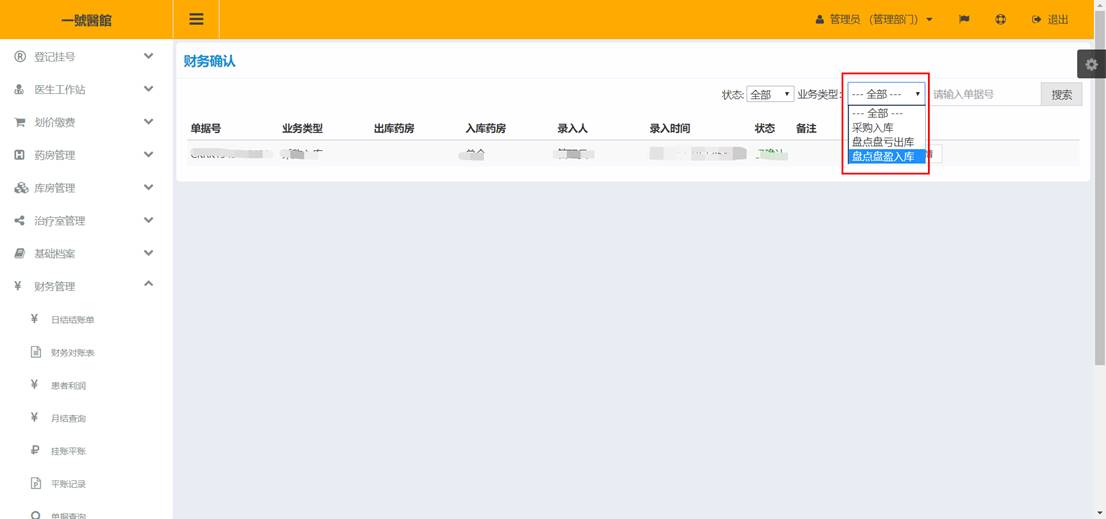 一號醫館
管理员 （管理部门）
退出
登记挂号
医生工作站
划价缴费
药房管理
库房管理
治疗室管理
基础档案
财务管理
日结结账单
财务对账表
患者利润
月结查询
挂账平账
平账记录
单据查询
财务确认
状态: 全部 业务类型: --- 全部 --- 请输入单据号 搜索
--- 全部 ---
采购入库
盘点盘亏出库
盘点盘盈入库
单据号 业务类型 出库药房 入库药房 录入人 录入时间 状态 备注